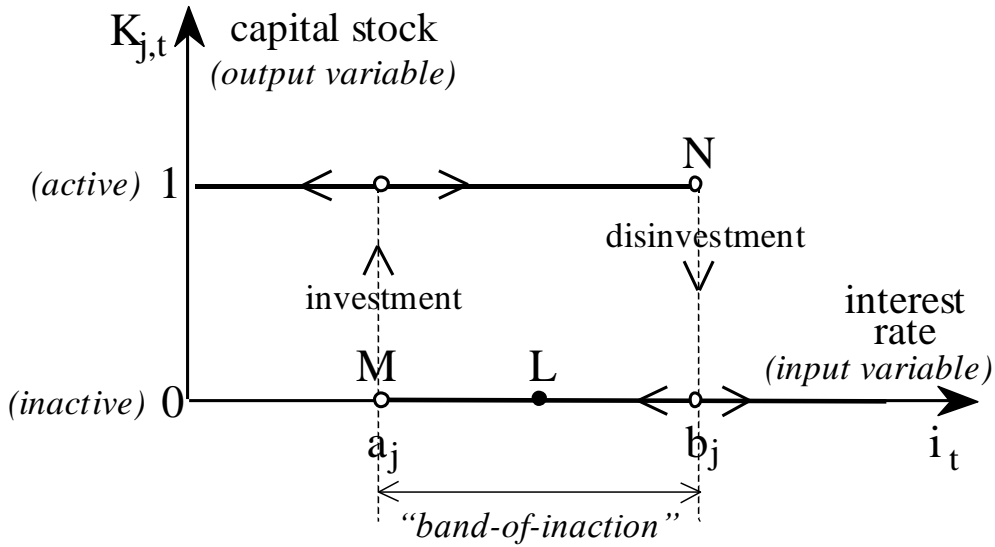 K_{j,t}
capital stock
(output variable)
N
(active) 1
disinvestment
investment
interest
rate
(input variable)
M
L
(inactive) 0
a_j
b_j
i_t
“band-of-inaction”